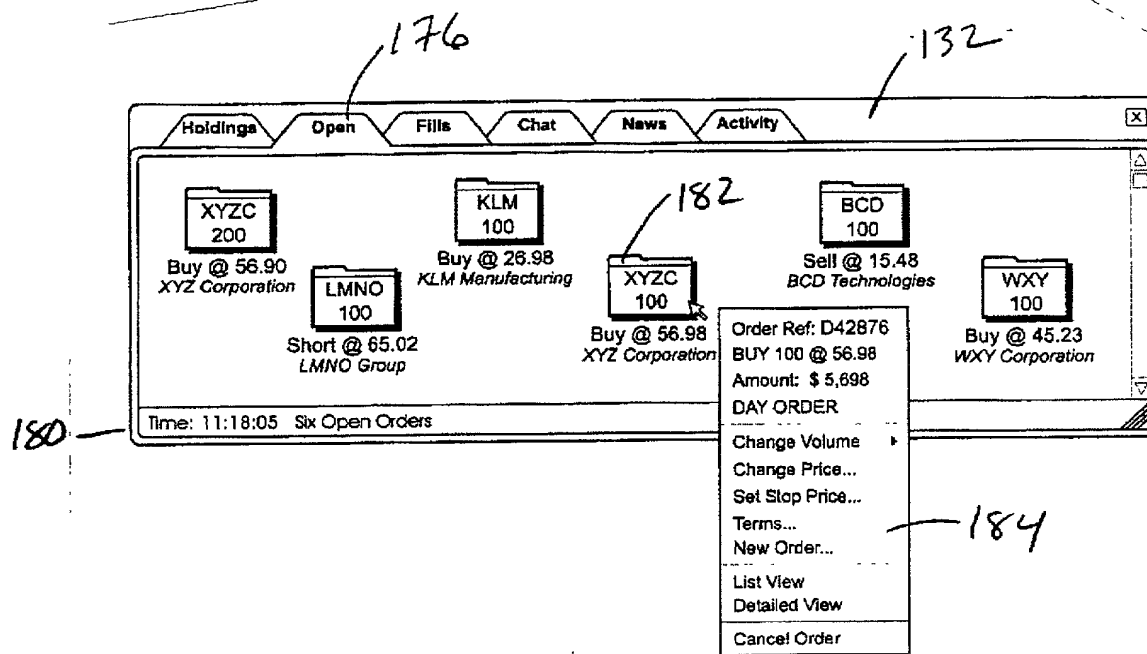 176
132
Holdings Open Fills Chat News Activity
X
XYZC
200
Buy @ 56.90
XYZ Corporation
LMNO
100
Short @ 65.02
LMNO Group
KLM
100
Buy @ 26.98
KLM Manufacturing
182
XYZC
100
Buy @ 56.98
XYZ Corporation
BCD
100
Sell @ 15.48
BCD Technologies
WXY
100
Buy @ 45.23
WXY Corporation
Order Ref: D42876
BUY 100 @ 56.98
Amount: $ 5,698
DAY ORDER
Change Volume
Change Price...
Set Stop Price...
Terms...
New Order...
List View
Detailed View
Cancel Order
184
180
Time: 11:18:05 Six Open Orders